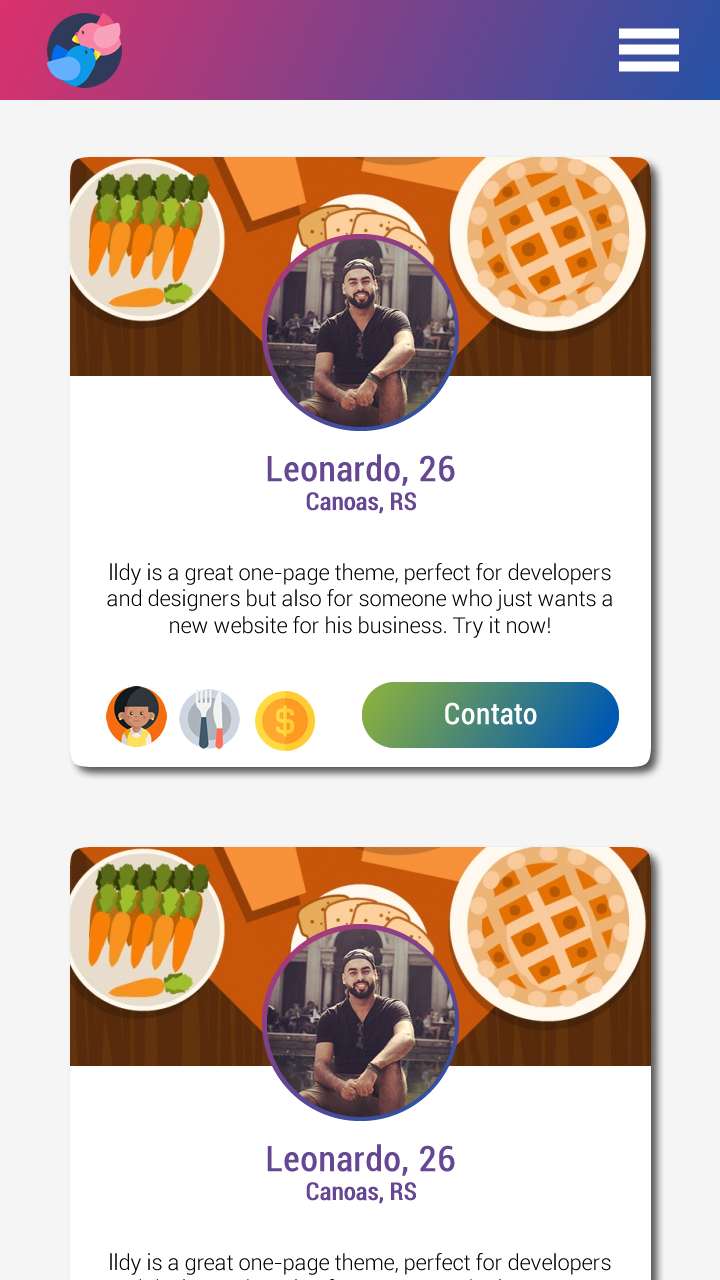 Leonardo, 26
Canoas, RS
Ildy is a great one-page theme, perfect for developers
and designers but also for someone who just wants a
new website for his business. Try it now!
$
Contato
Leonardo, 26
Canoas, RS
Ildy is a great one-page theme, perfect for developers